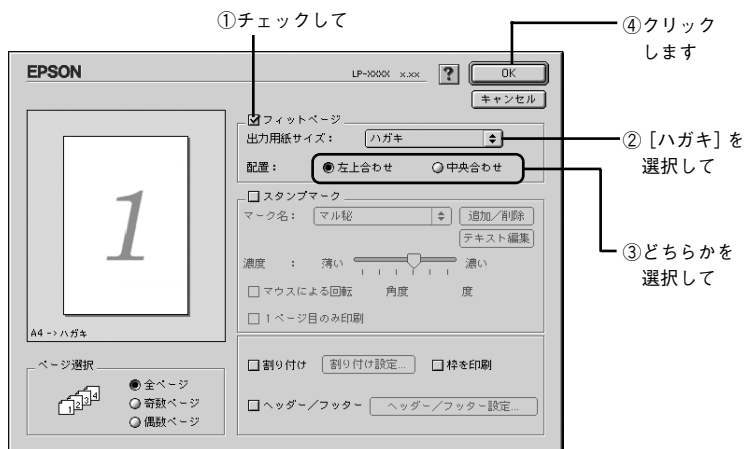 ①チェックして
④クリック
します
EPSON
LP-XXXX x.xx
?
OK
キャンセル
フィットページ
出力用紙サイズ：
ハガキ
②［ハガキ］を
選択して
配置：
左上合わせ
中央合わせ
③どちらかを
選択して
スタンプマーク
マーク名：
マル秘
追加／削除
テキスト編集
濃度 ：
薄い
濃い
マウスによる回転
角度
度
1ページ目のみ印刷
1
A4 -> ハガキ
ページ選択
1
2
3
4
全ページ
奇数ページ
偶数ページ
割り付け
割り付け設定...
枠を印刷
ヘッダー／フッター
ヘッダー／フッター設定...